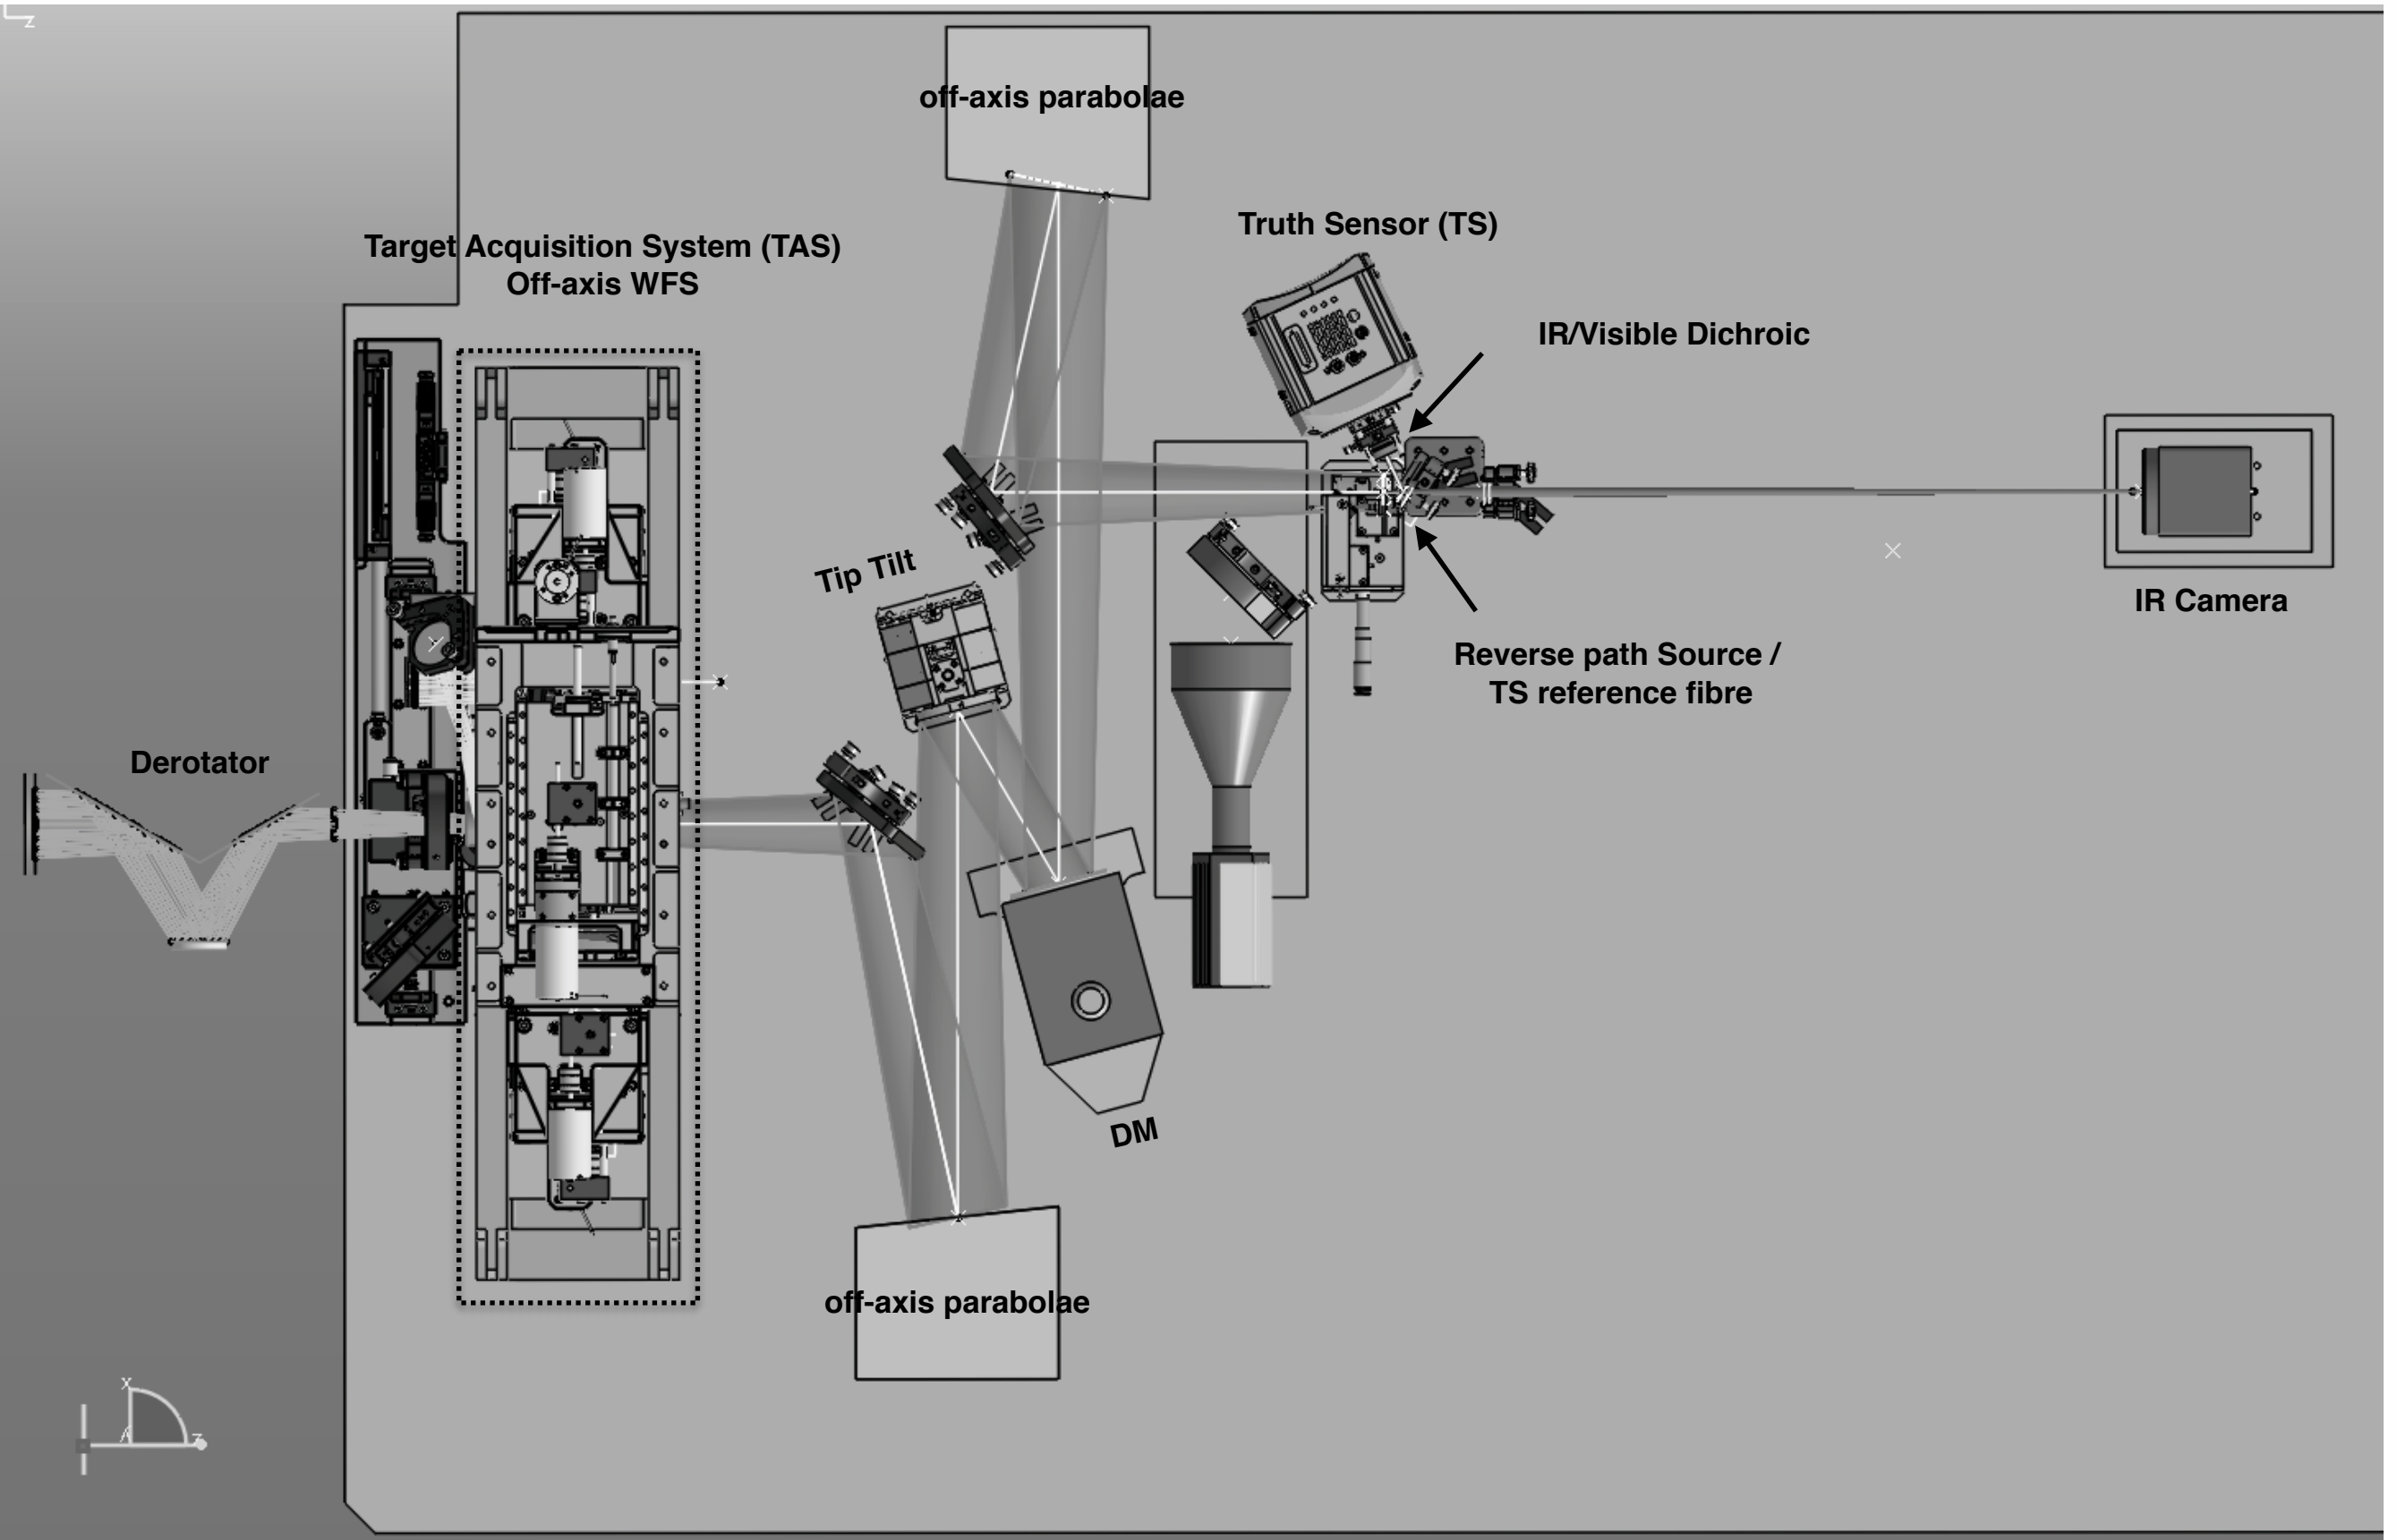 z
off-axis parabolae
Truth Sensor (TS)
Target Acquisition System (TAS)
Off-axis WFS
IR/Visible Dichroic
Tip Tilt
IR Camera
Reverse path Source /
TS reference fibre
Derotator
DM
off-axis parabolae
X
Z